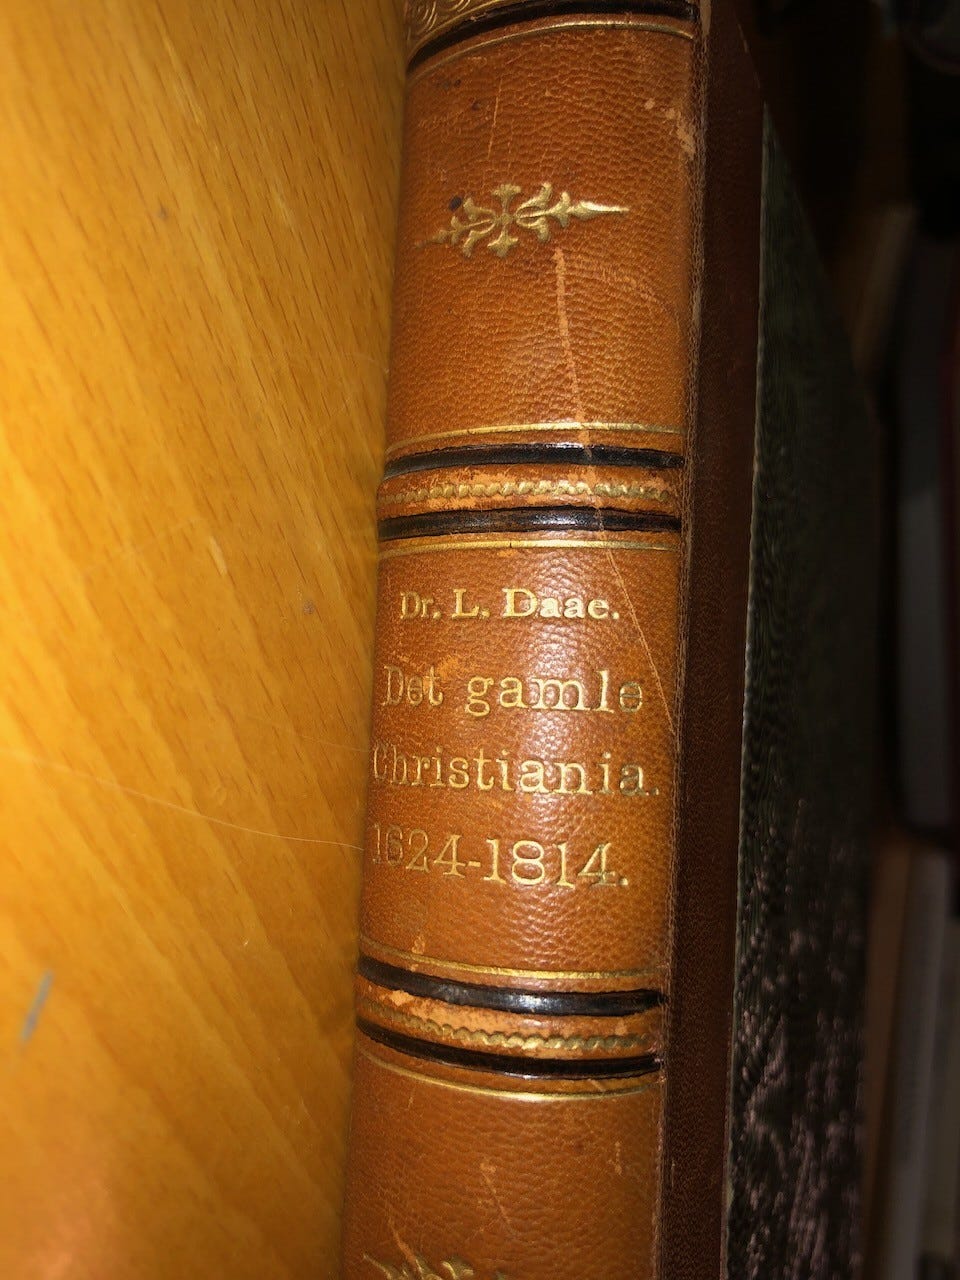 Dr. L. Daae.
Det gamle
Christiania.
1624-1814.